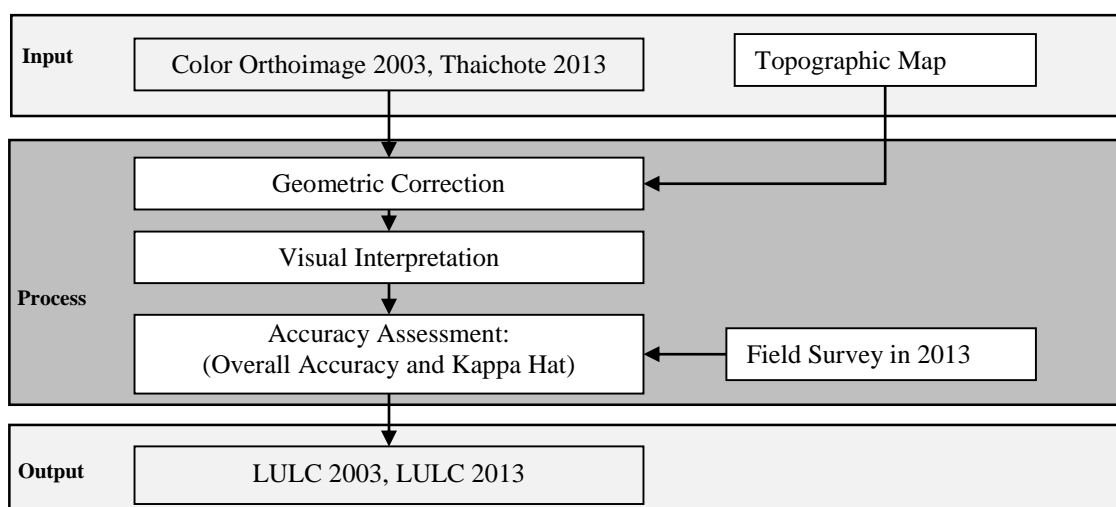 Input
Color Orthoimage 2003, Thaichote 2013
Topographic Map
Geometric Correction
Visual Interpretation
Process
Accuracy Assessment:
(Overall Accuracy and Kappa Hat)
Field Survey in 2013
Output
LULC 2003, LULC 2013